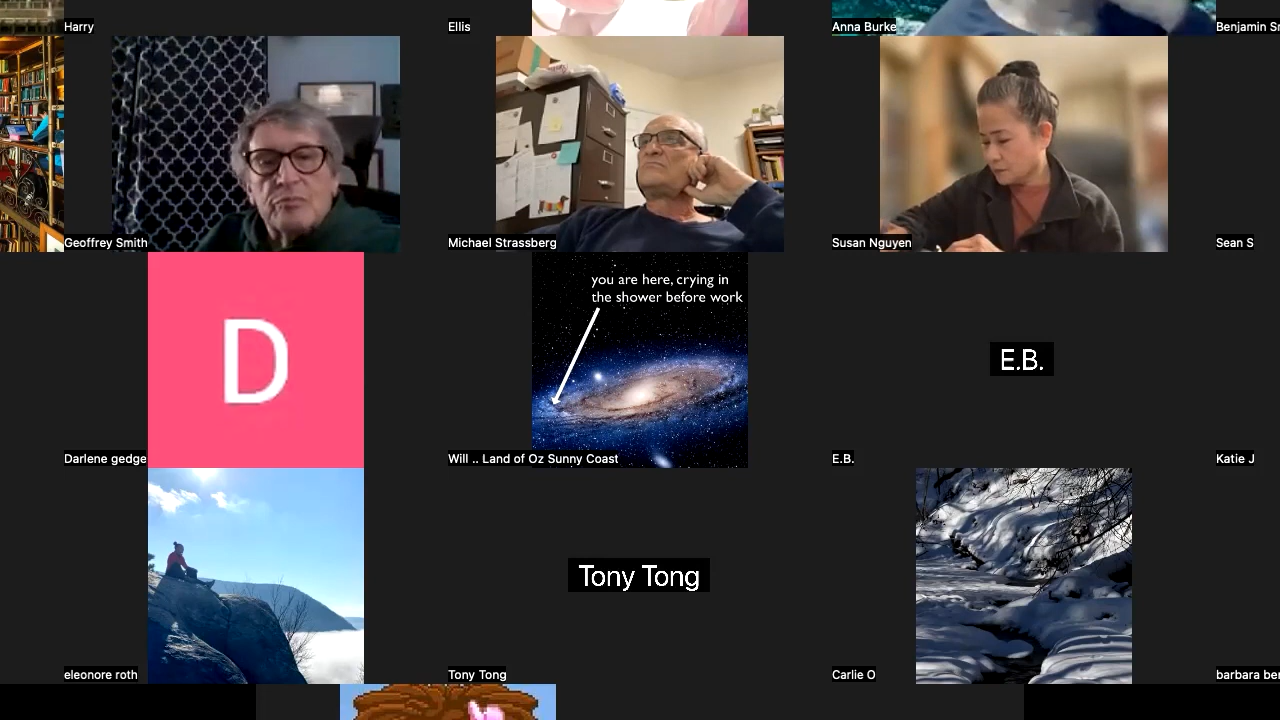 Harry
Ellis
Anna Burke
Benjamin S
Geoffrey Smith
Michael Strassberg
Susan Nguyen
Sean S
D
you are here, crying in
the shower before work
E.B.
Darlene gedge
Will .. Land of Oz Sunny Coast
E.B.
Katie J
Tony Tong
eleonore roth
Tony Tong
Carlie O
barbara be